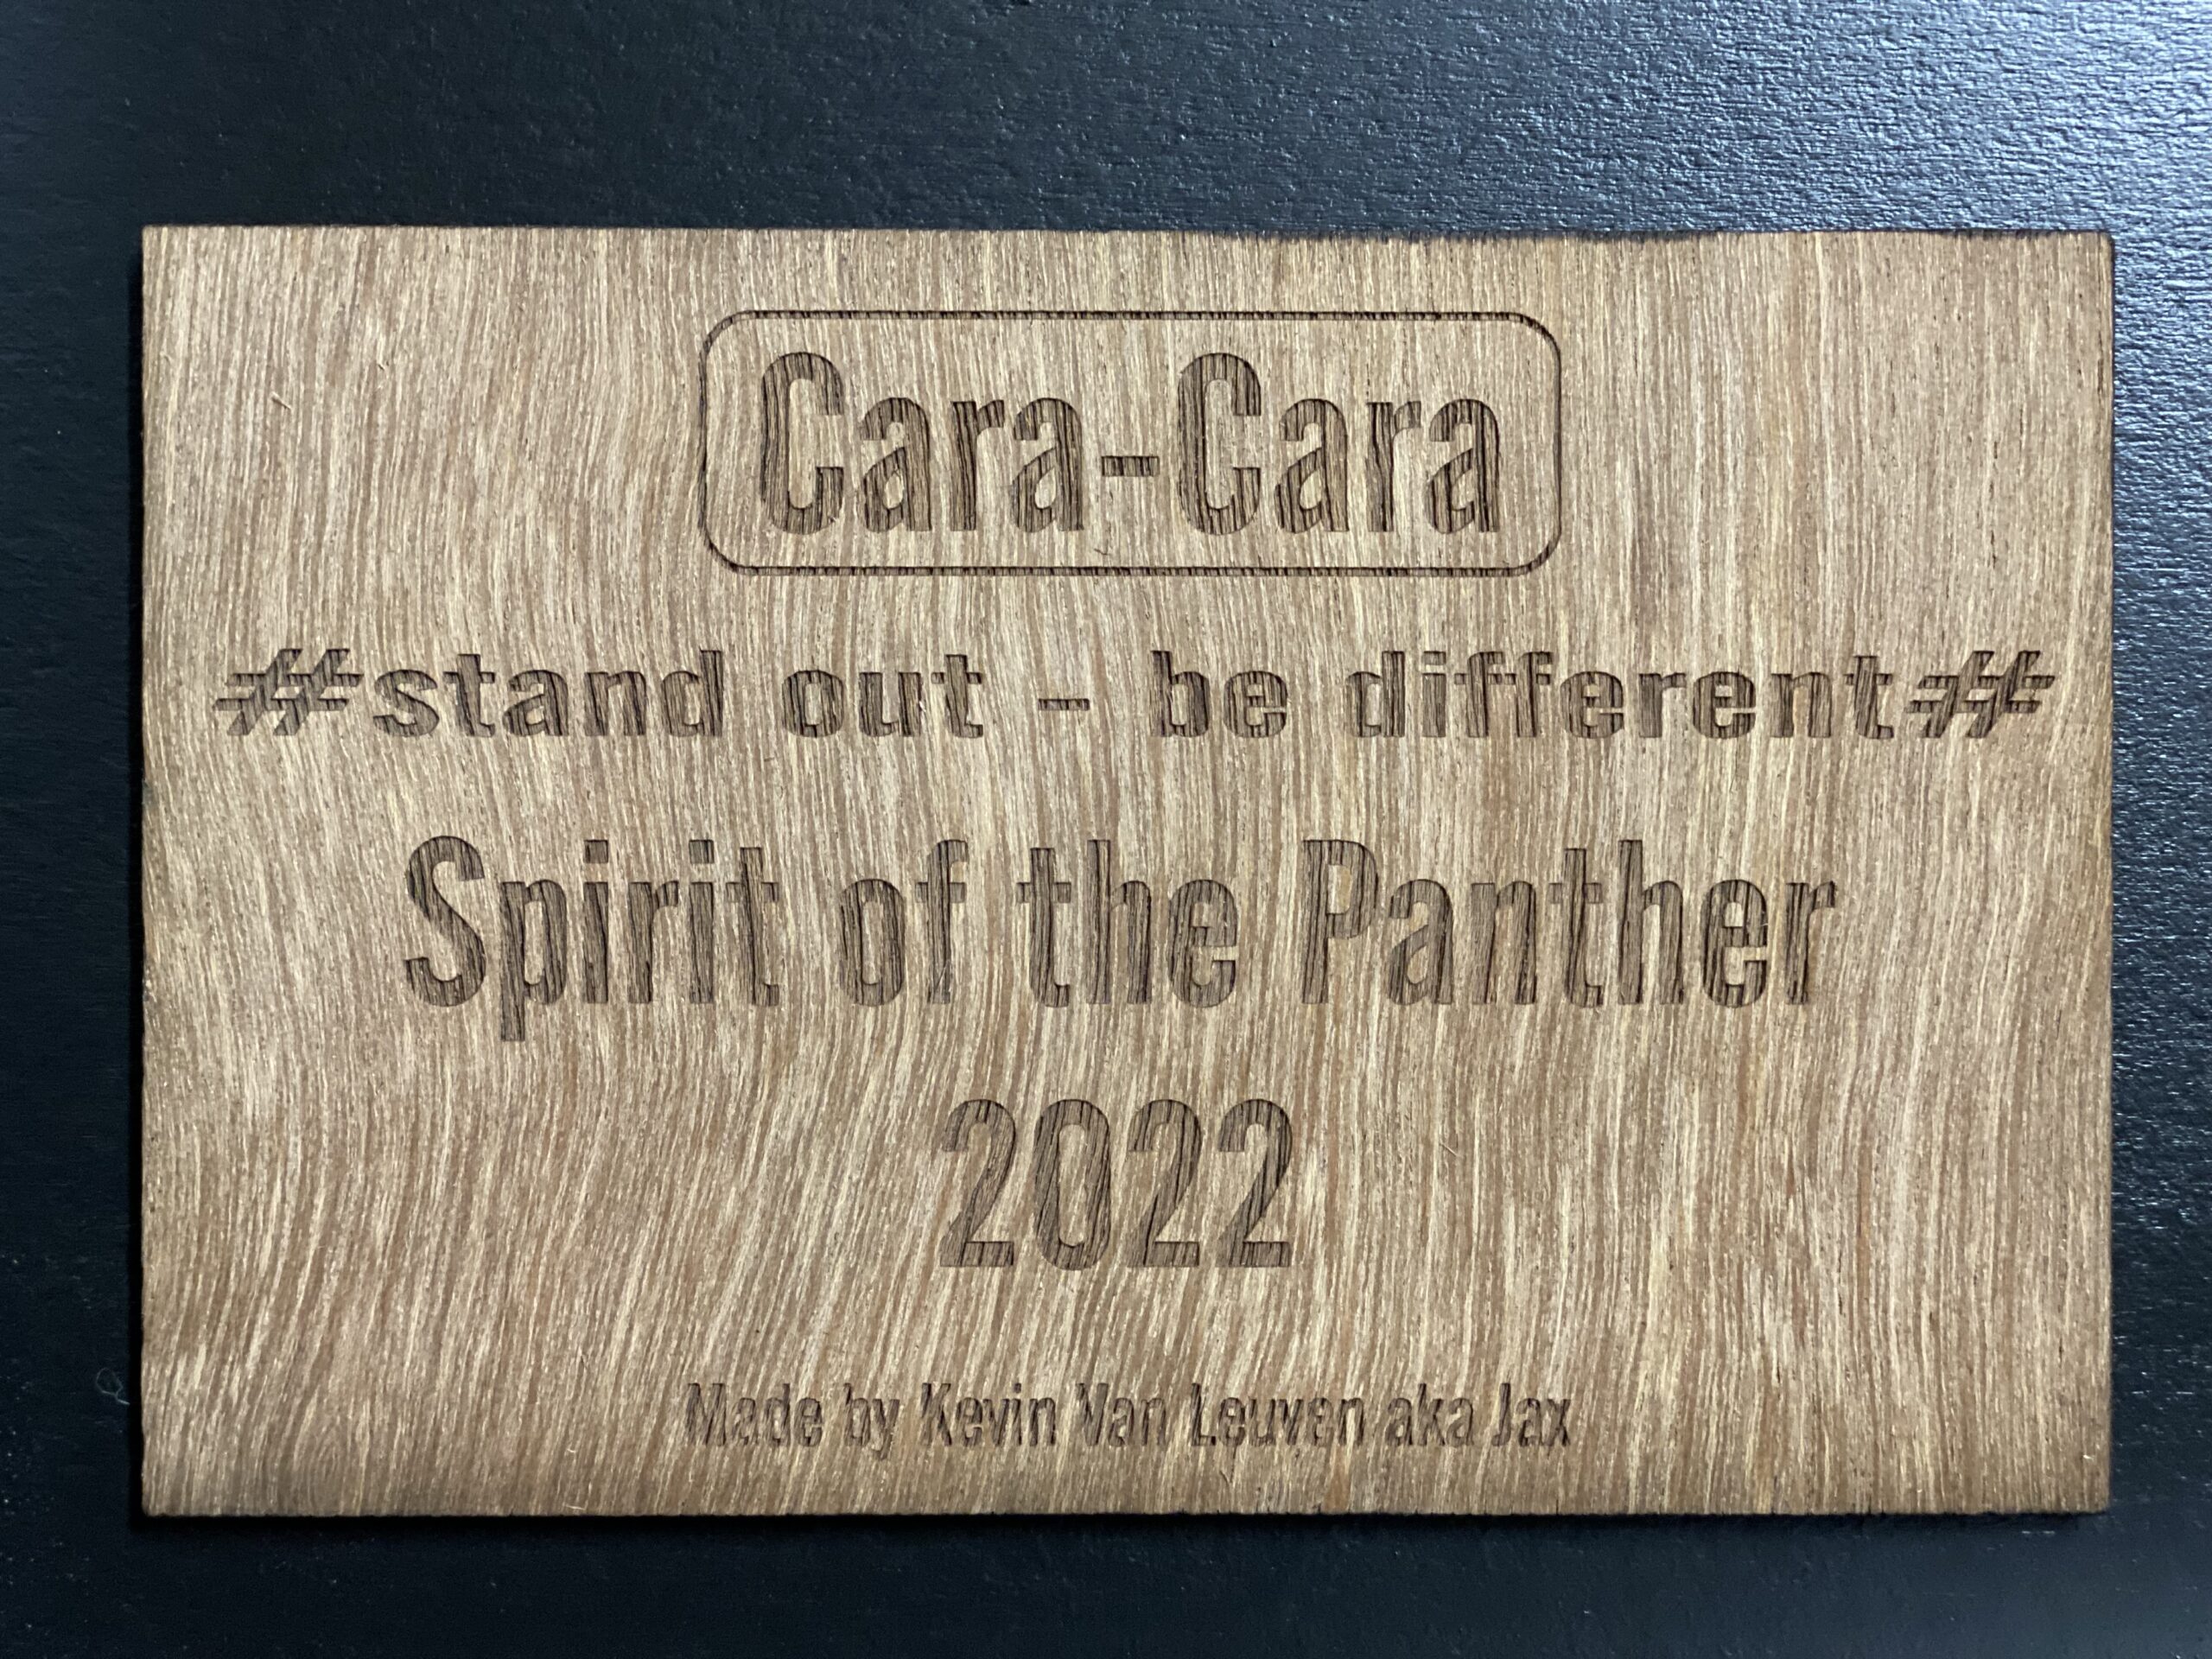 Cara-Cara
#stand out - be different#
Spirit of the Panther
2022
Made by Kevin Van Leuven aka Jax